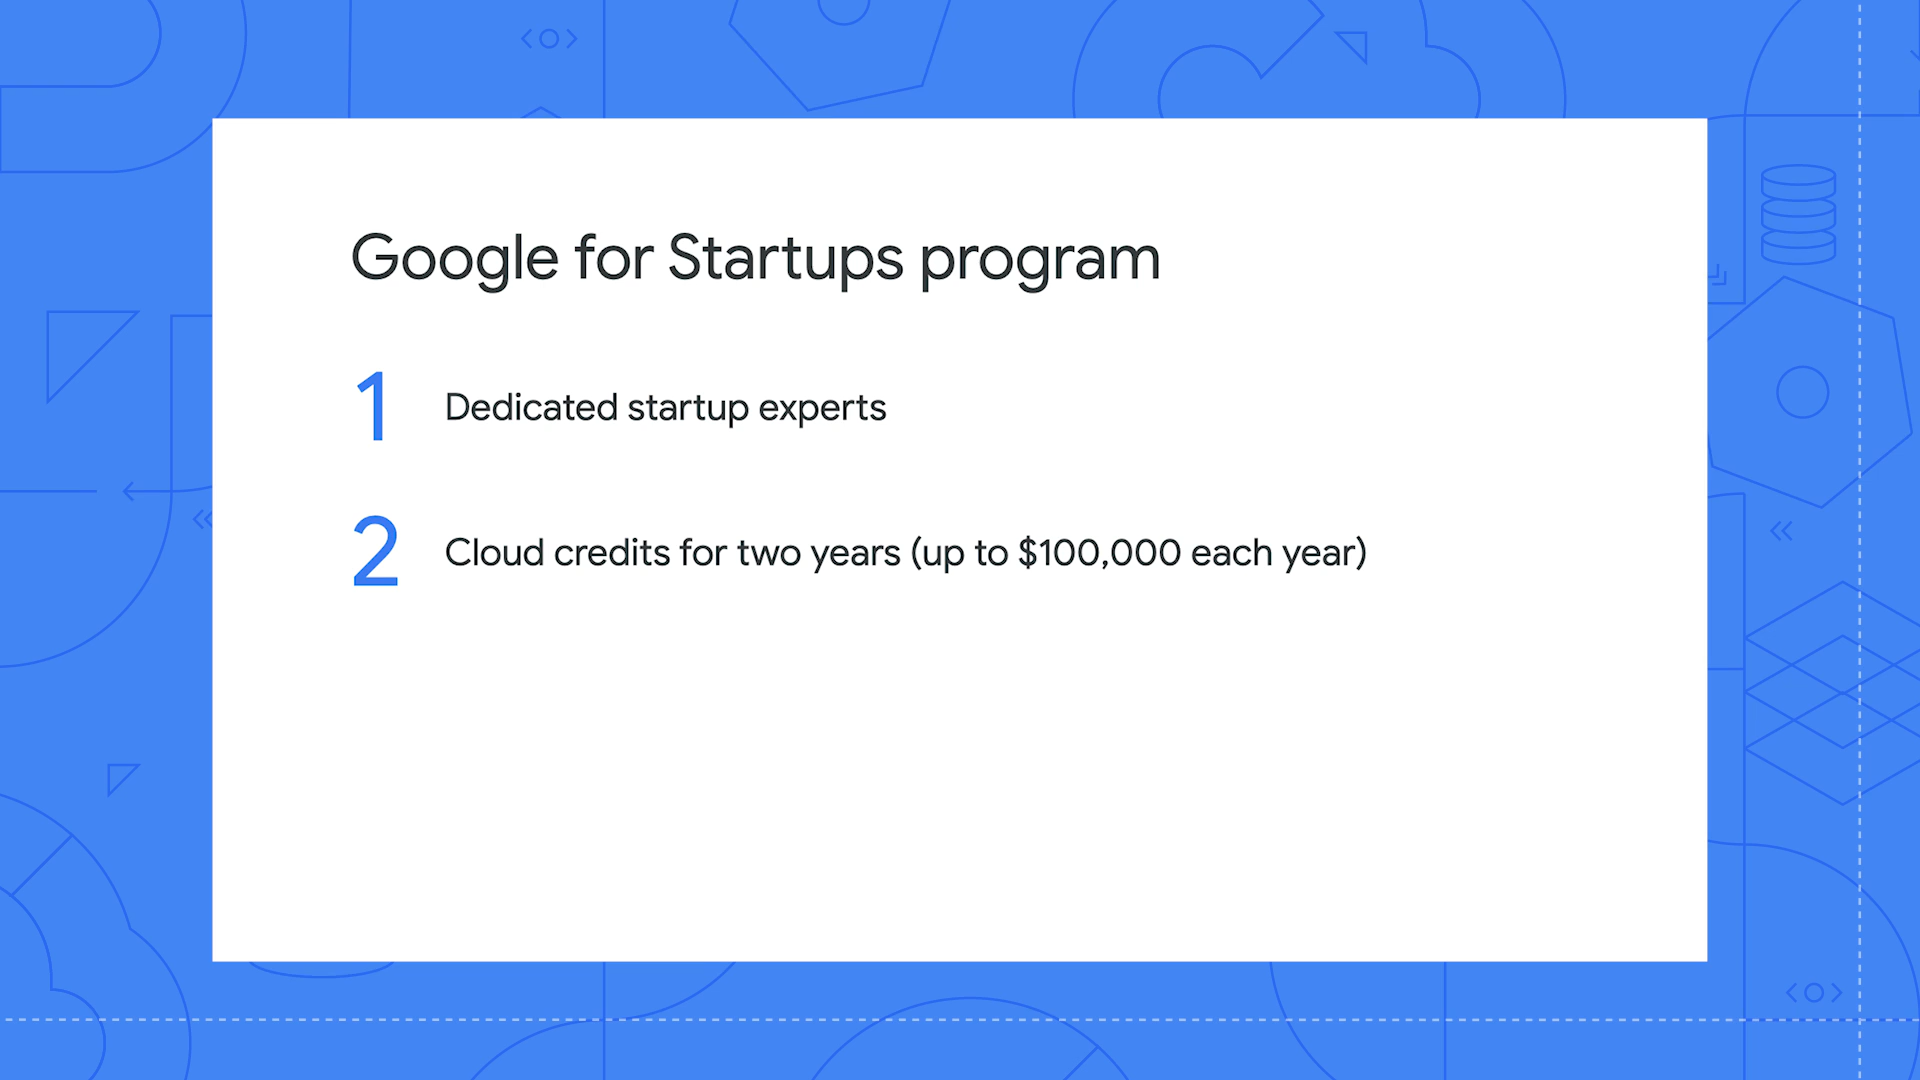 Google for Startups program
1 Dedicated startup experts
2 Cloud credits for two years (up to $100,000 each year)